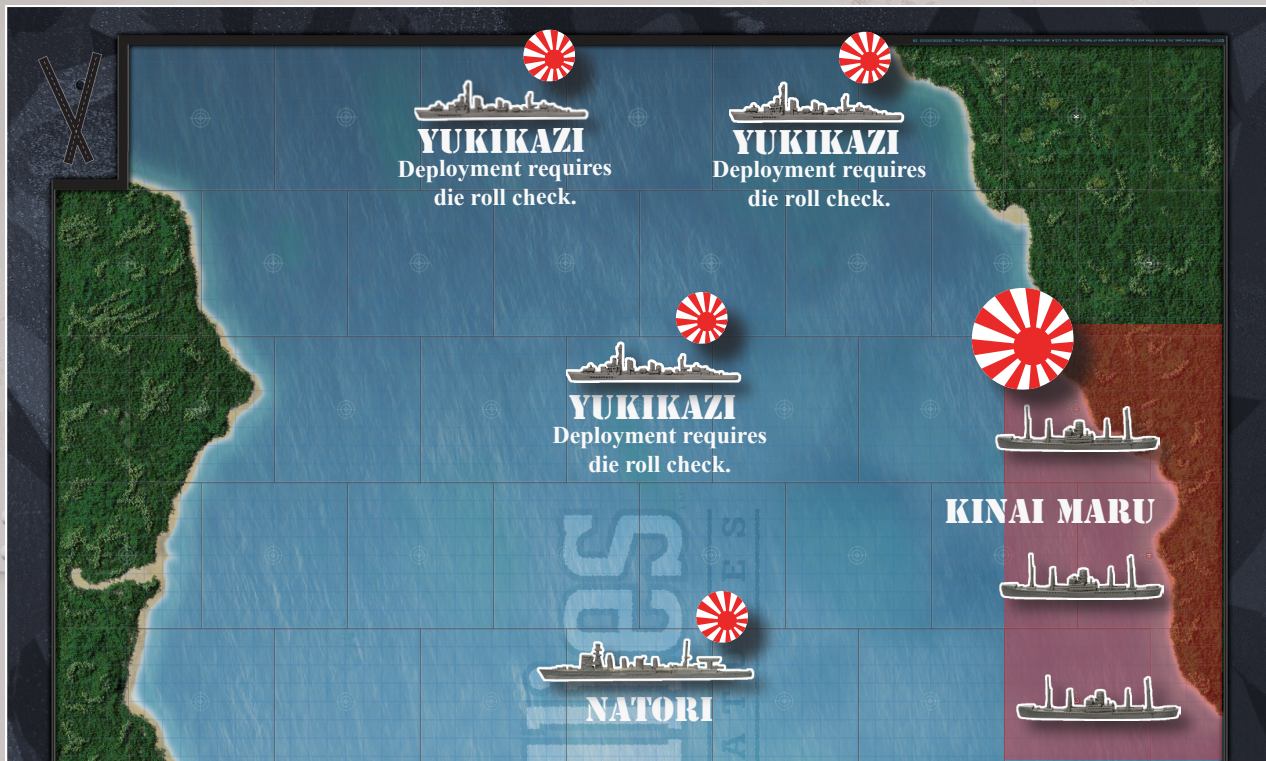 YUKIKAZI
Deployment requires
die roll check.
YUKIKAZI
Deployment requires
die roll check.
YUKIKAZI
Deployment requires
die roll check.
KINAI MARU
NATORI